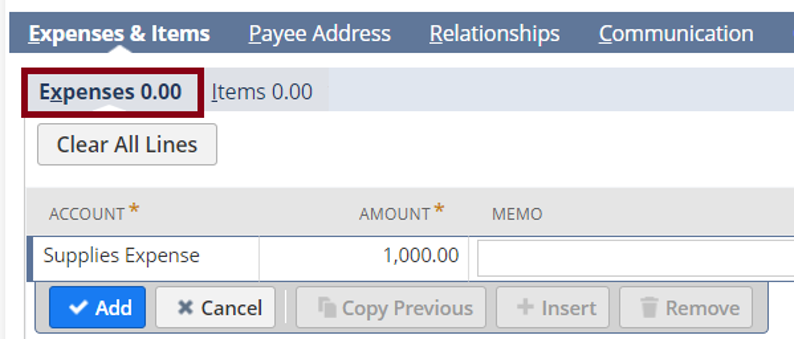 Expenses & Items Payee Address Relationships Communication
Expenses 0.00 Items 0.00
Clear All Lines
ACCOUNT* AMOUNT* MEMO
Supplies Expense 1,000.00
Add Cancel Copy Previous Insert Remove